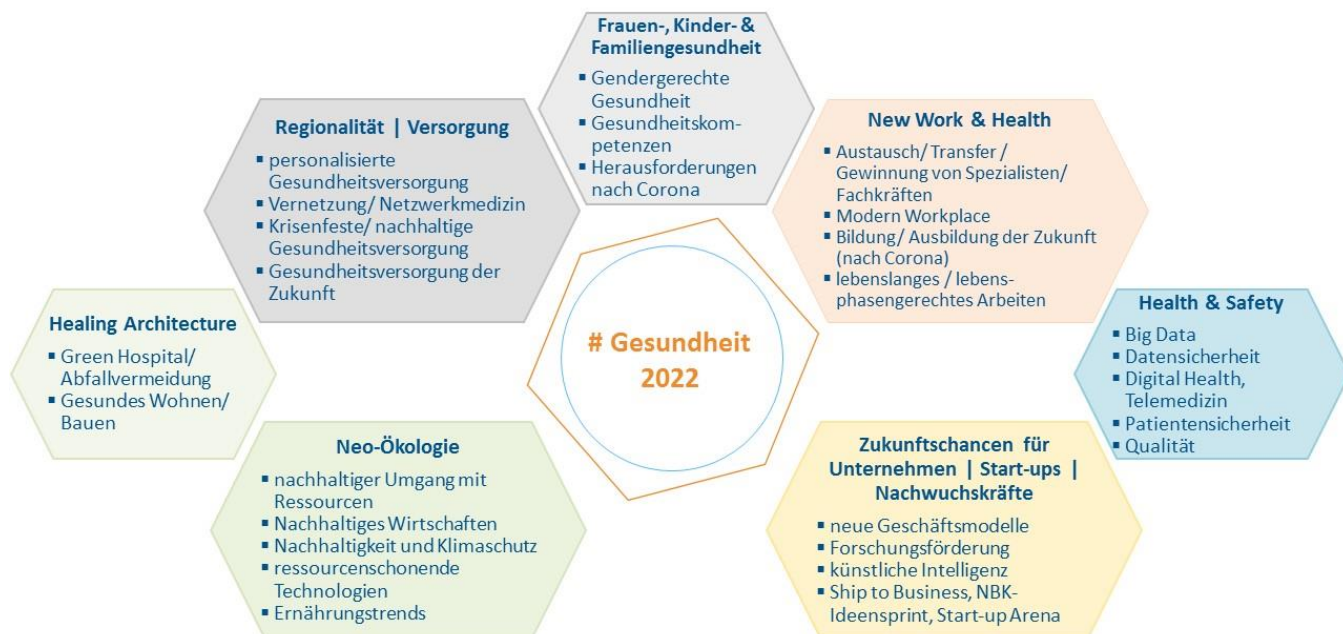 Frauen-, Kinder- &
Familiengesundheit
▪ Gendergerechte
Gesundheit
▪ Gesundheitskom-
petenzen
▪ Herausforderungen
nach Corona
Regionalität | Versorgung
▪ personalisierte
Gesundheitsversorgung
▪ Vernetzung/ Netzwerkmedizin
▪ Krisenfeste/ nachhaltige
Gesundheitsversorgung
▪ Gesundheitsversorgung der
Zukunft
New Work & Health
▪ Austausch/ Transfer /
Gewinnung von Spezialisten/
Fachkräften
▪ Modern Workplace
▪ Bildung/ Ausbildung der Zukunft
(nach Corona)
▪ lebenslanges / lebens-
phasengerechtes Arbeiten
Healing Architecture
▪ Green Hospital/
Abfallvermeidung
▪ Gesundes Wohnen/
Bauen
# Gesundheit
2022
Health & Safety
▪ Big Data
▪ Datensicherheit
▪ Digital Health,
Telemedizin
▪ Patientensicherheit
▪ Qualität
Neo-Ökologie
▪ nachhaltiger Umgang mit
Ressourcen
▪ Nachhaltiges Wirtschaften
▪ Nachhaltigkeit und Klimaschutz
▪ ressourcenschonende
Technologien
▪ Ernährungstrends
Zukunftschancen für
Unternehmen | Start-ups |
Nachwuchskräfte
▪ neue Geschäftsmodelle
▪ Forschungsförderung
▪ künstliche Intelligenz
▪ Ship to Business, NBK-
Ideensprint, Start-up Arena